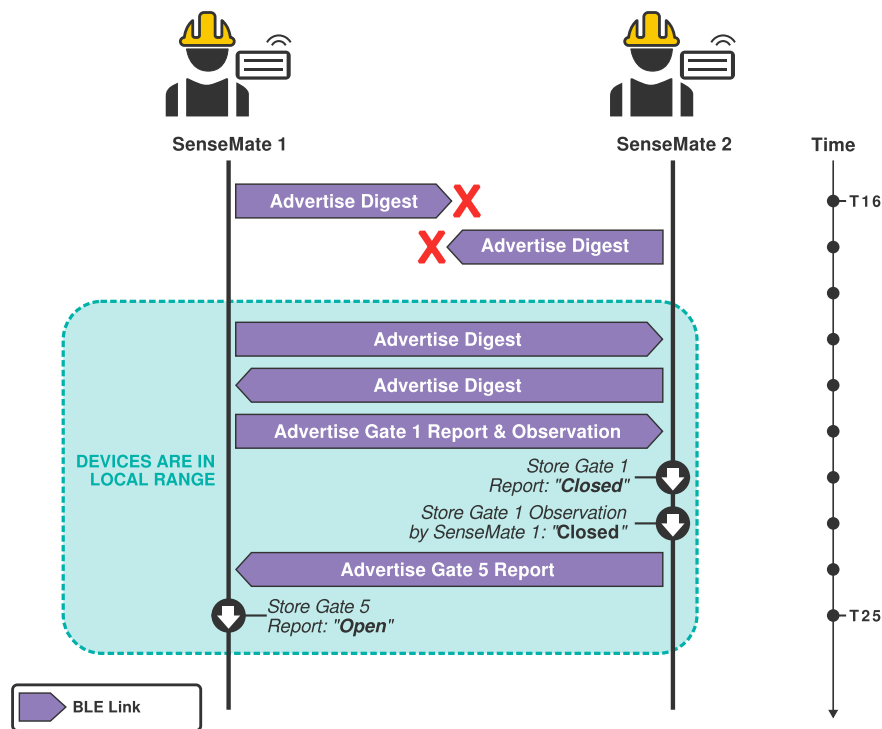 SenseMate 1
SenseMate 2
Time
Advertise Digest
X
T16
X
Advertise Digest
Advertise Digest
Advertise Digest
Advertise Gate 1 Report & Observation
DEVICES ARE IN
LOCAL RANGE
Store Gate 1
Report: "Closed"
Store Gate 1 Observation
by SenseMate 1: "Closed"
Advertise Gate 5 Report
Store Gate 5
Report: "Open"
T25
BLE Link